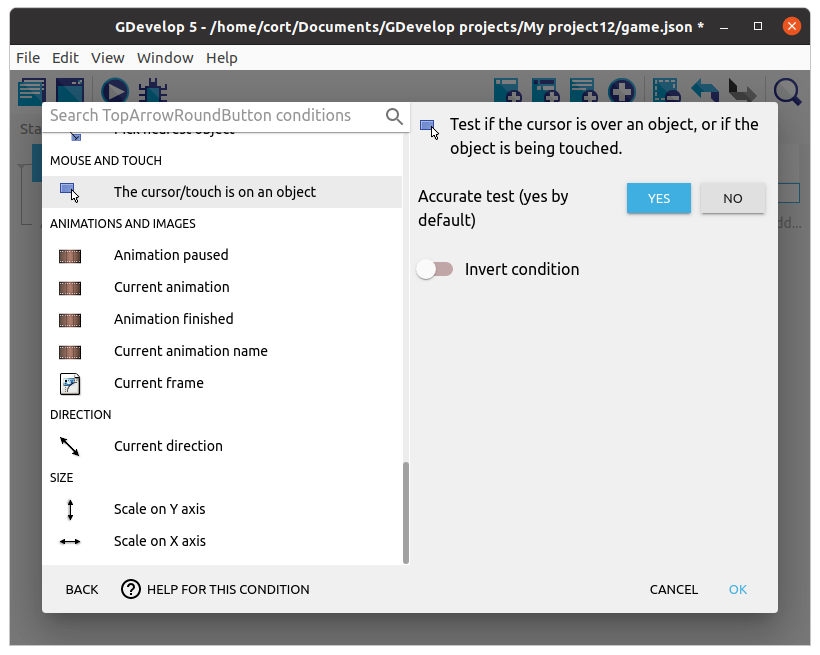 GDevelop 5 - /home/cort/Documents/GDevelop projects/My project12/game.json *
File Edit View Window Help
Search TopArrowRoundButton conditions
Pick nearest object
MOUSE AND TOUCH
The cursor/touch is on an object
ANIMATIONS AND IMAGES
Animation paused
Current animation
Animation finished
Current animation name
Current frame
DIRECTION
Current direction
SIZE
Scale on Y axis
Scale on X axis
Test if the cursor is over an object, or if the
object is being touched.
Accurate test (yes by
default)
YES
NO
Invert condition
BACK
HELP FOR THIS CONDITION
CANCEL
OK